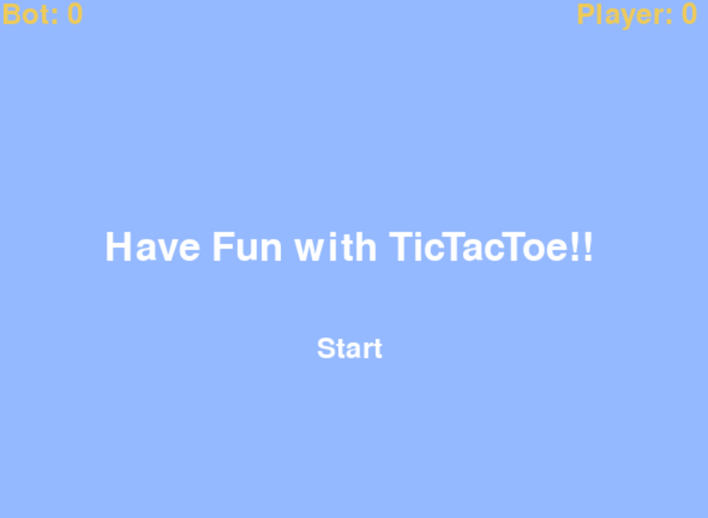 Bot: 0
Player: 0
Have Fun with TicTacToe!!
Start